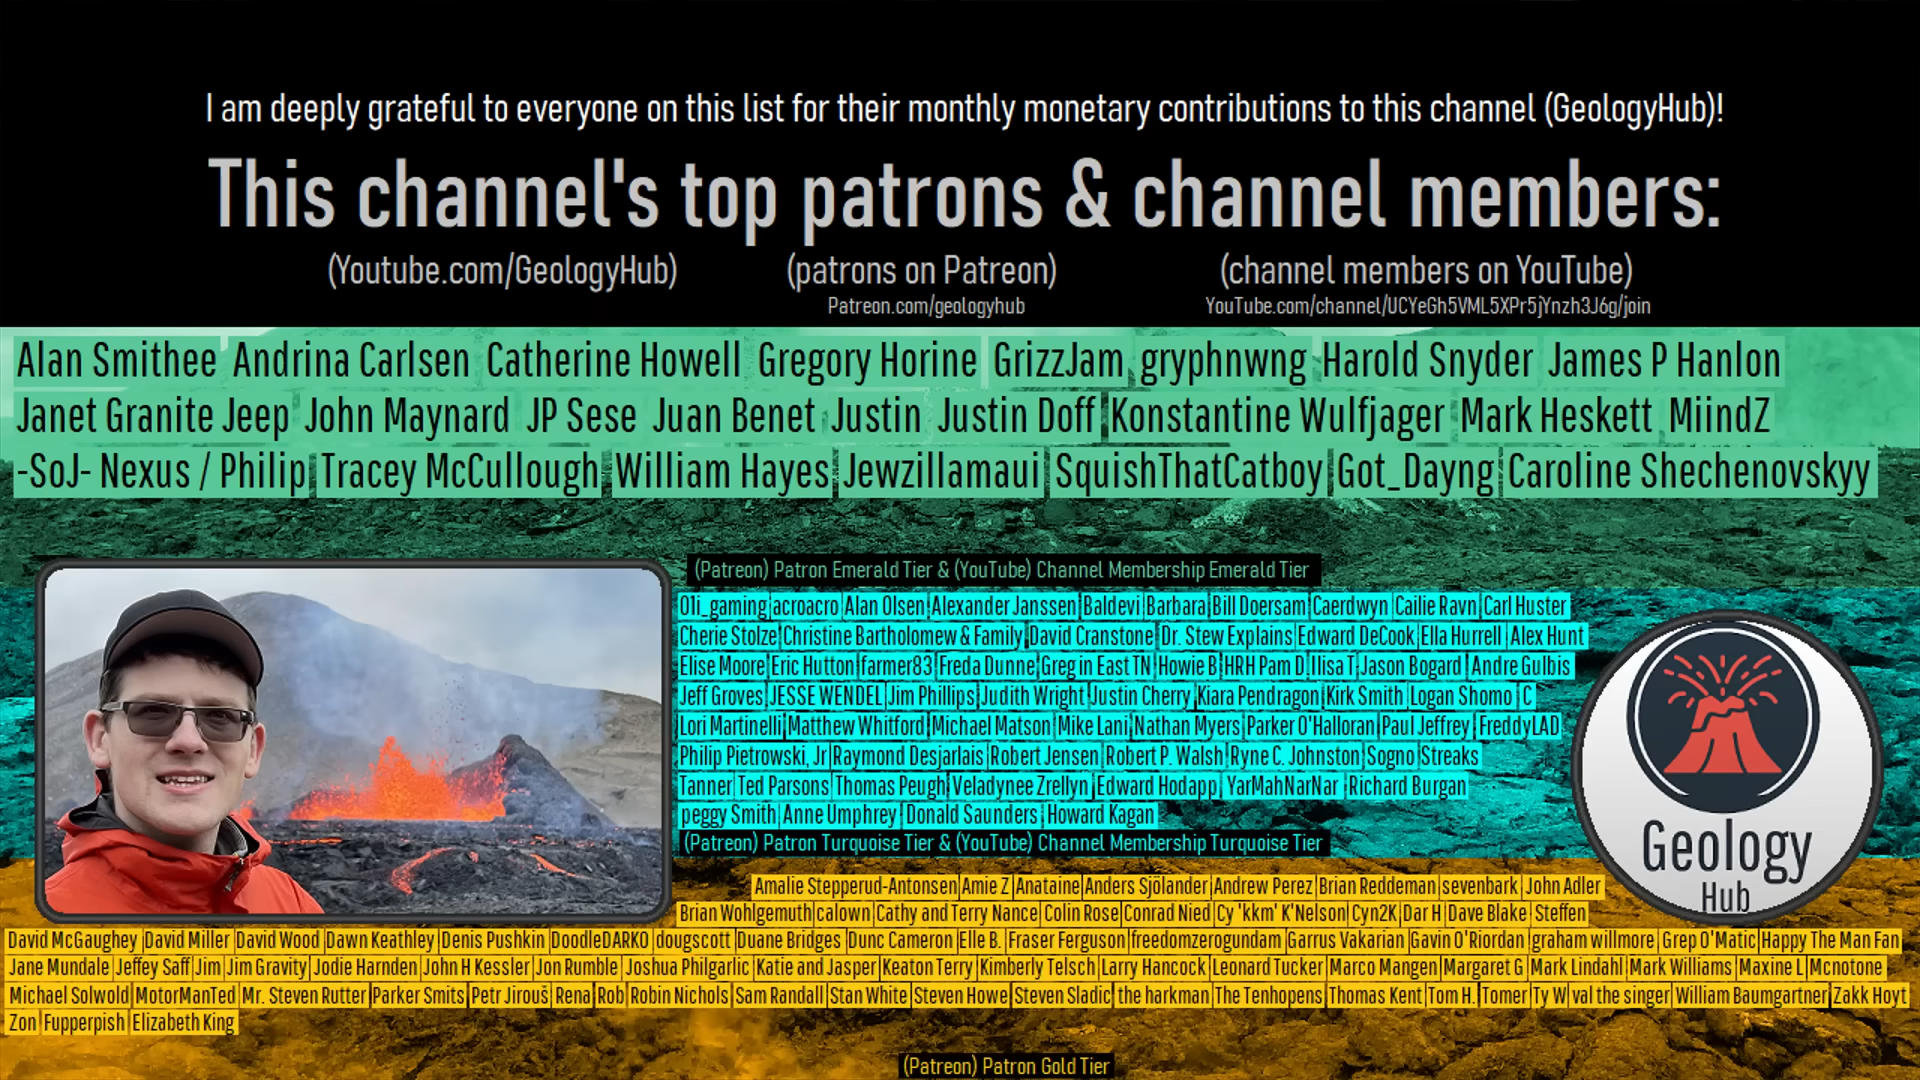 I am deeply grateful to everyone on this list for their monthly monetary contributions to this channel (GeologyHub)!
This channel's top patrons & channel members:
(Youtube.com/GeologyHub) (patrons on Patreon) (channel members on YouTube)
Patreon.com/geologyhub YouTube.com/channel/UCYeGh5VML5XPr5jYnzh3J6g/join
Alan Smithee Andrina Carlsen Catherine Howell Gregory Horine GrizzJam gryphnwng Harold Snyder James P Hanlon
Janet Granite Jeep John Maynard JP Sese Juan Benet Justin Justin Doff Konstantine Wulfjager Mark Heskett MiindZ
-SoJ- Nexus / Philip Tracey McCullough William Hayes Jewzillamaui SquishThatCatboy Got_Dayng Caroline Shechenovskyy
(Patreon) Patron Emerald Tier & (YouTube) Channel Membership Emerald Tier
01i_gaming acroacro Alan Olsen Alexander Janssen Baldevi Barbara Bill Doersam Caerdwyn Cailie Ravn Carl Huster
Cherie Stolze Christine Bartholomew & Family David Cranstone Dr. Stew Explains Edward DeCook Ella Hurrell Alex Hunt
Elise Moore Eric Hutton farmer83 Freda Dunne Greg in East TN Howie B HRH Pam D Ilisa T Jason Bogard Andre Gulbis
Jeff Groves JESSE WENDEL Jim Phillips Judith Wright Justin Cherry Kiara Pendragon Kirk Smith Logan Shomo C
Lori Martinelli Matthew Whitford Michael Matson Mike Lani Nathan Myers Parker O'Halloran Paul Jeffrey FreddyLAD
Philip Pietrowski, Jr Raymond Desjarlais Robert Jensen Robert P. Walsh Ryne C. Johnston Sogno Streaks
Tanner Ted Parsons Thomas Peugh Veladynee Zrellyn Edward Hodapp YarMahNarNar Richard Burgan
peggy Smith Anne Umphrey Donald Saunders Howard Kagan
(Patreon) Patron Turquoise Tier & (YouTube) Channel Membership Turquoise Tier
Geology
Hub
Amalie Stepperud-Antonsen Amie Z Anataine Anders Sjölander Andrew Perez Brian Reddeman sevenbark John Adler
Brian Wohlgemuth calown Cathy and Terry Nance Colin Rose Conrad Nied Cy 'kkm' K'Nelson Cyn2K Dar H Dave Blake Steffen
David McGaughey David Miller David Wood Dawn Keathley Denis Pushkin DoodleDARKO dougscott Duane Bridges Dunc Cameron Elle B. Fraser Ferguson freedomzerogundam Garrus Vakarian Gavin O'Riordan graham willmore Grep O'Matic Happy The Man Fan
Jane Mundale Jeffey Saff Jim Jim Gravity Jodie Harnden John H Kessler Jon Rumble Joshua Philgarlic Katie and Jasper Keaton Terry Kimberly Telsch Larry Hancock Leonard Tucker Marco Mangen Margaret G Mark Lindahl Mark Williams Maxine L Mcnotone
Michael Solwold MotorManTed Mr. Steven Rutter Parker Smits Petr Jirouš Rena Rob Robin Nichols Sam Randall Stan White Steven Howe Steven Sladic the harkman The Tenhopens Thomas Kent Tom H. Tomer Ty W val the singer William Baumgartner Zakk Hoyt
Zon Fupperpish Elizabeth King
(Patreon) Patron Gold Tier